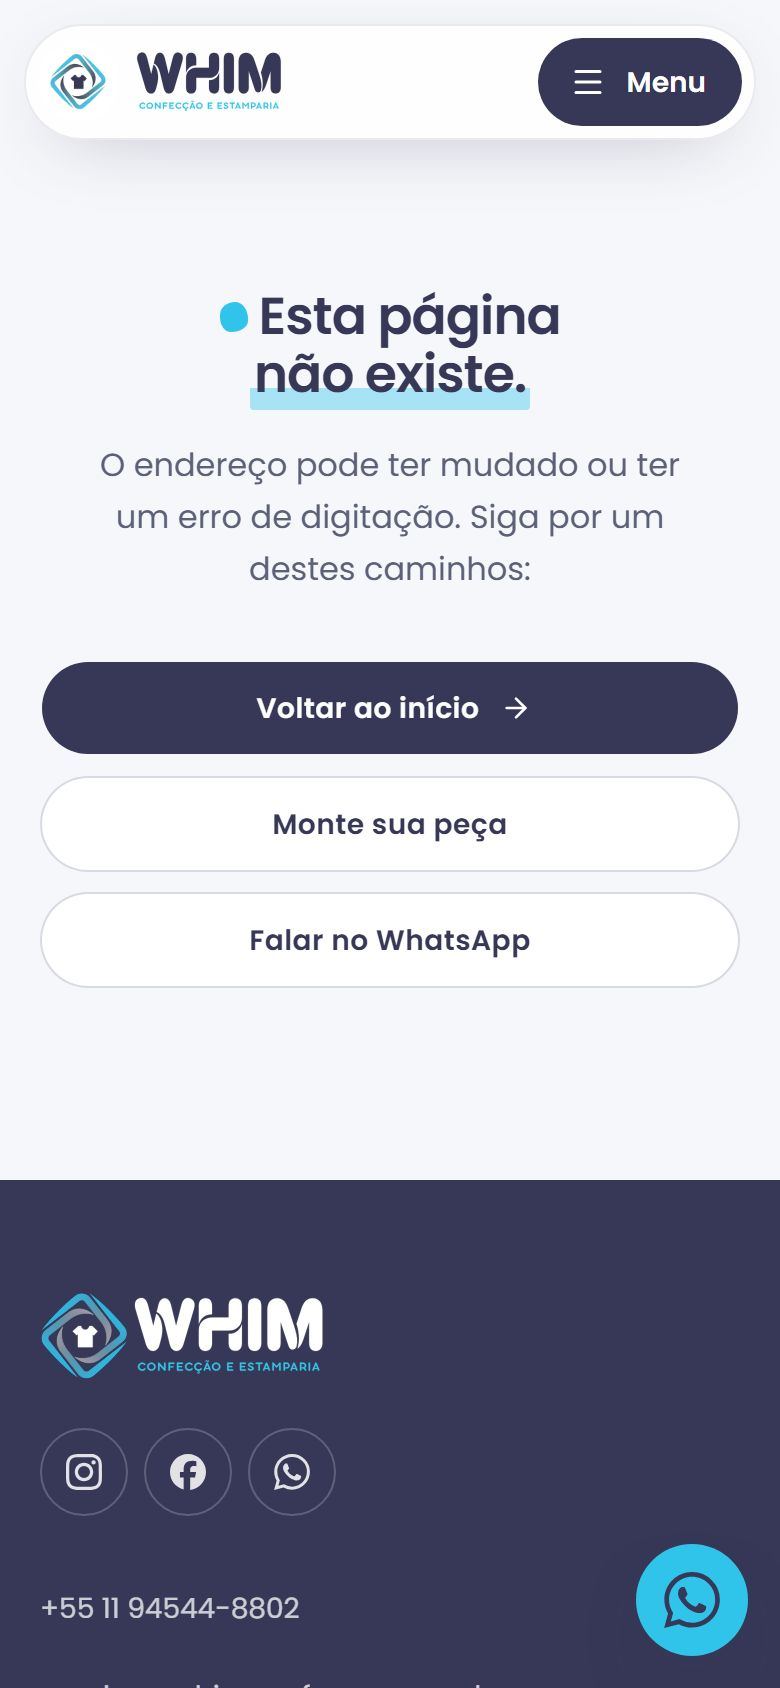 WHIM
CONFECÇÃO E ESTAMPARIA
Menu
Esta página
não existe.
O endereço pode ter mudado ou ter
um erro de digitação. Siga por um
destes caminhos:
Voltar ao início
Monte sua peça
Falar no WhatsApp
WHIM
CONFECÇÃO E ESTAMPARIA
+55 11 94544-8802